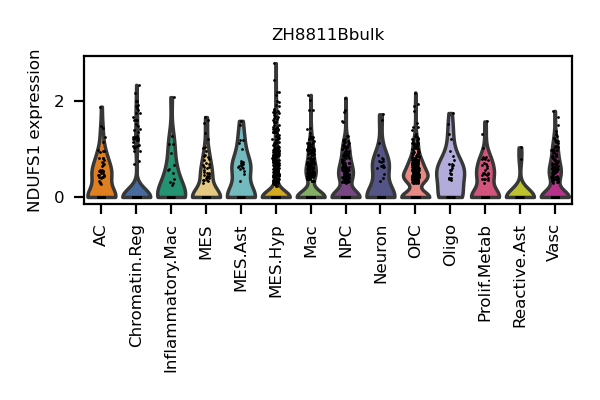 ZH8811Bbulk
NDUFS1 expression
2
0
AC
Chromatin.Reg
Inflammatory.Mac
MES
MES.Ast
MES.Hyp
Mac
NPC
Neuron
OPC
Oligo
Prolif.Metab
Reactive.Ast
Vasc